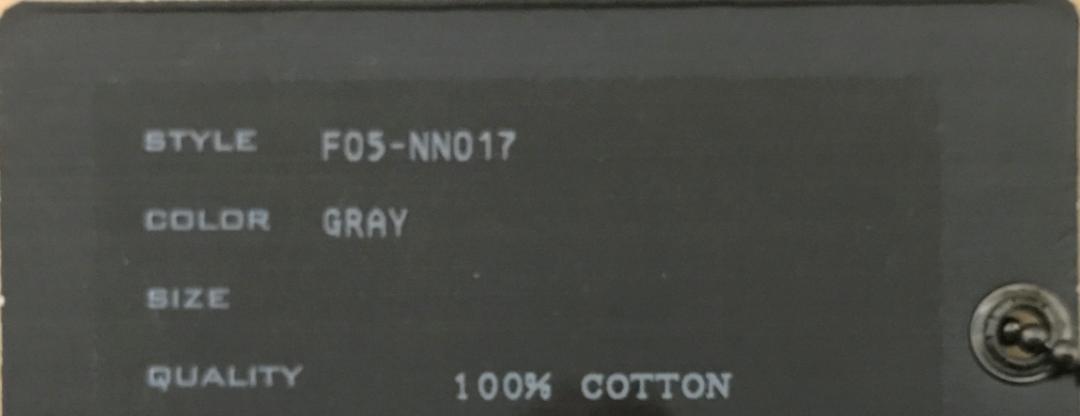 STYLE F05-NN017
COLOR GRAY
SIZE
QUALITY 100% COTTON